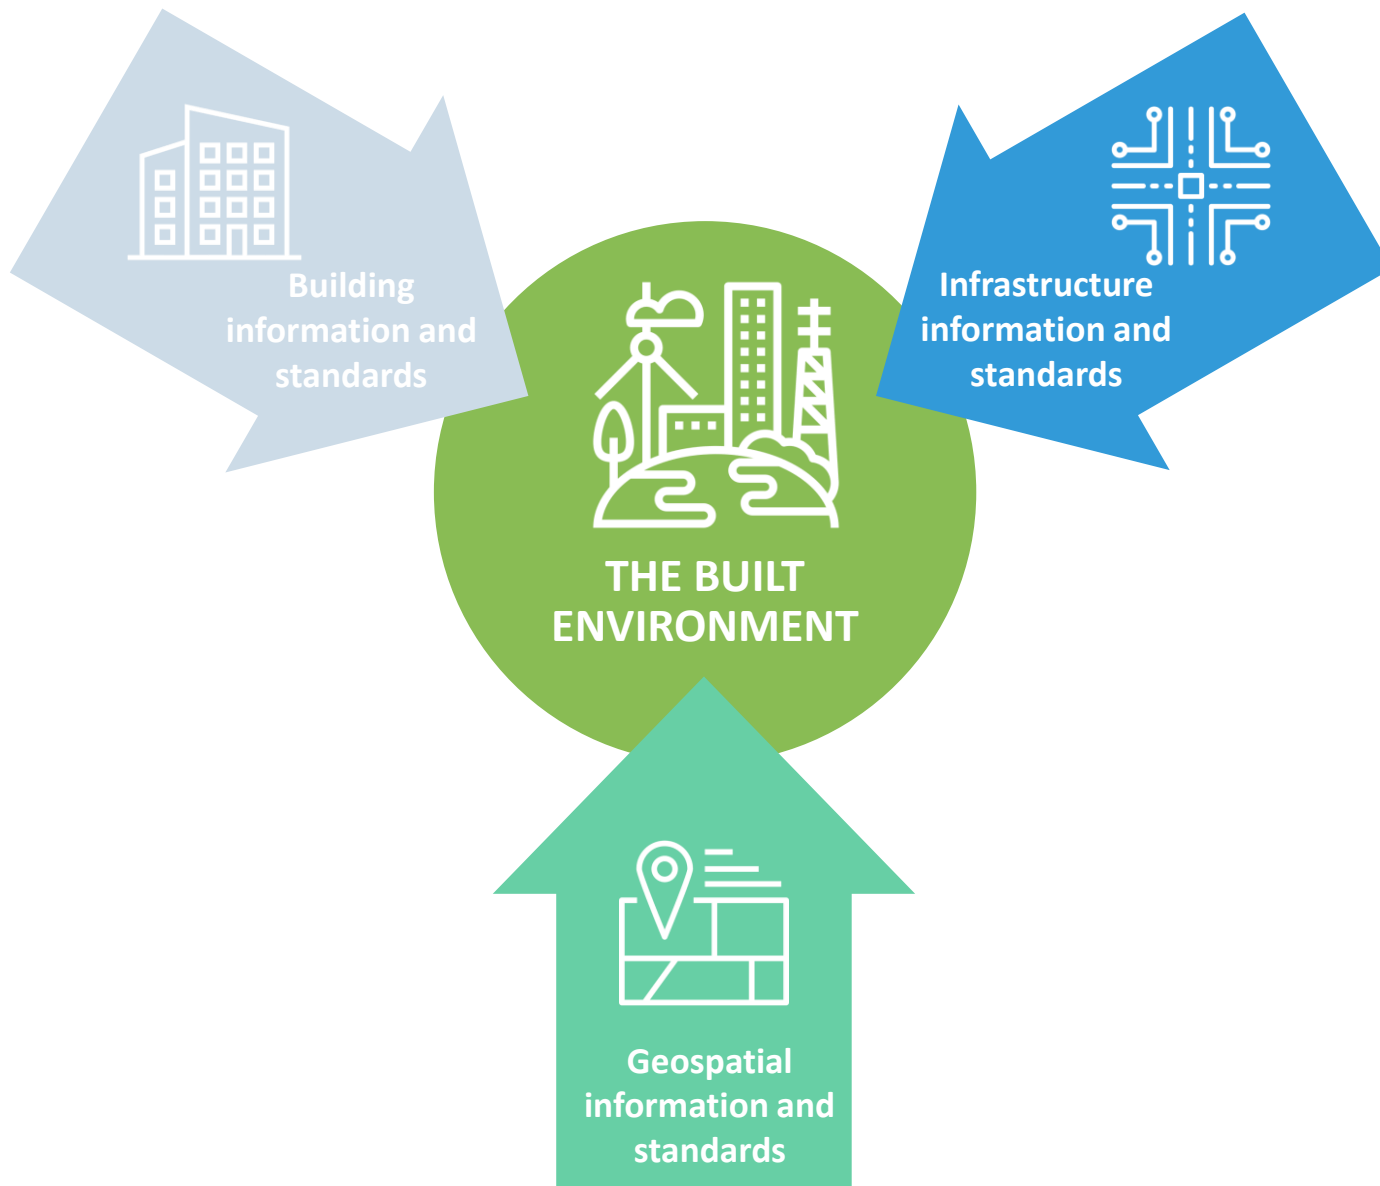 Building
information and
standards
Infrastructure
information and
standards
THE BUILT
ENVIRONMENT
Geospatial
information and
standards